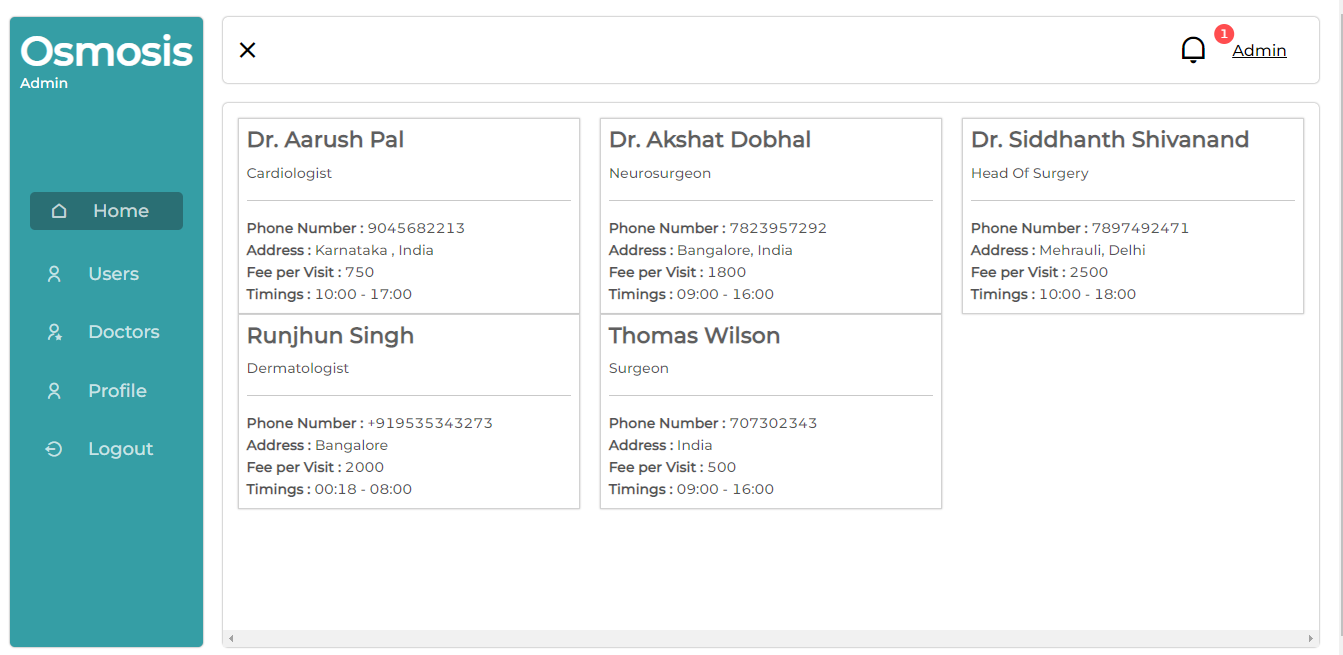 Osmosis
Admin
Home
Users
Doctors
Profile
Logout
1
Admin
Dr. Aarush Pal
Cardiologist
Phone Number : 9045682213
Address : Karnataka , India
Fee per Visit : 750
Timings : 10:00 - 17:00
Dr. Akshat Dobhal
Neurosurgeon
Phone Number : 7823957292
Address : Bangalore, India
Fee per Visit : 1800
Timings : 09:00 - 16:00
Dr. Siddhanth Shivanand
Head Of Surgery
Phone Number : 7897492471
Address : Mehrauli, Delhi
Fee per Visit : 2500
Timings : 10:00 - 18:00
Runjhun Singh
Dermatologist
Phone Number : +919535343273
Address : Bangalore
Fee per Visit : 2000
Timings : 00:18 - 08:00
Thomas Wilson
Surgeon
Phone Number : 707302343
Address : India
Fee per Visit : 500
Timings : 09:00 - 16:00